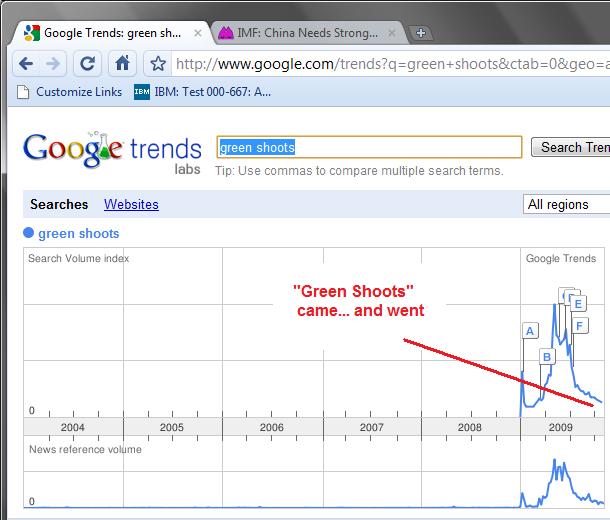 Google Trends: green sh...
IMF: China Needs Strong...
http://www.google.com/trends?q=green+shoots&ctab=0&geo=a
Customize Links
IBM
IBM: Test 000-667: A...
Google trends
labs
green shoots
Search Tren
Tip: Use commas to compare multiple search terms.
Searches Websites
All regions
green shoots
Search Volume index
Google Trends
"Green Shoots"
came... and went
A
B
E
F
0
2004 2005 2006 2007 2008 2009
News reference volume
0